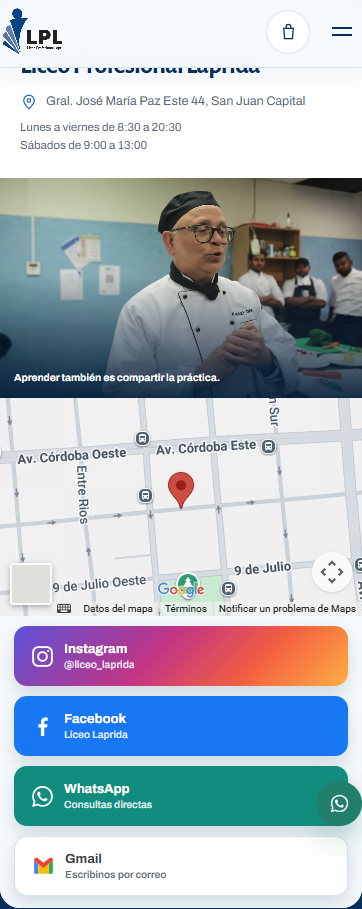 LPL
Liceo Profesional Laprida
Gral. José María Paz Este 44, San Juan Capital
Lunes a viernes de 8:30 a 20:30
Sábados de 9:00 a 13:00
Aprender también es compartir la práctica.
Av. Córdoba Oeste
Av. Córdoba Este
Entre Ríos
n Sur
9 de Julio Oeste
9 de Julio
Google
Datos del mapa
Términos
Notificar un problema de Maps
Instagram
@liceo_laprida
Facebook
Liceo Laprida
WhatsApp
Consultas directas
Gmail
Escribinos por correo